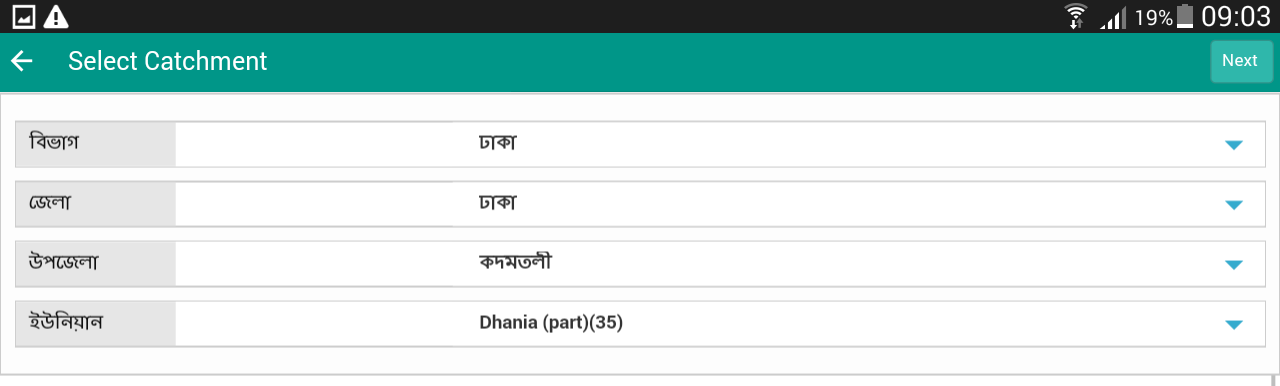 19% 09:03
Select Catchment Next
বিভাগ ঢাকা
জেলা ঢাকা
উপজেলা কদমতলী
ইউনিয়ান Dhania (part)(35)